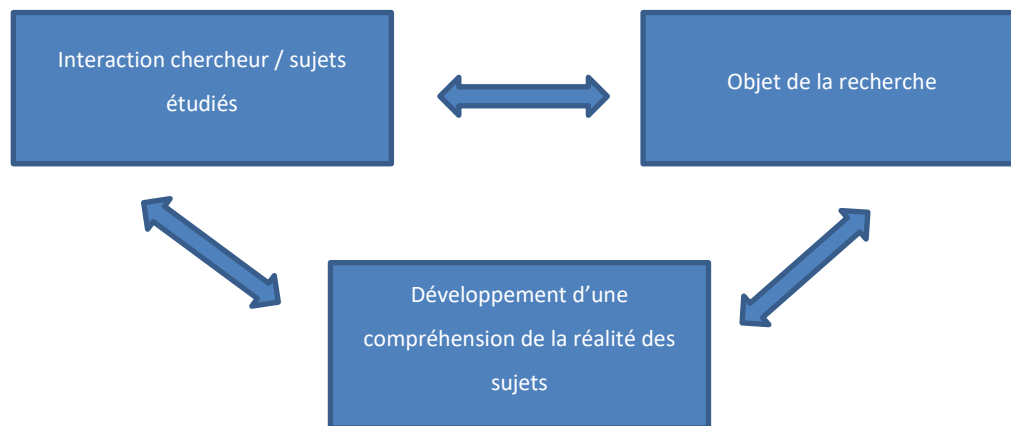 Interaction chercheur / sujets
étudiés
Objet de la recherche
Développement d’une
compréhension de la réalité des
sujets